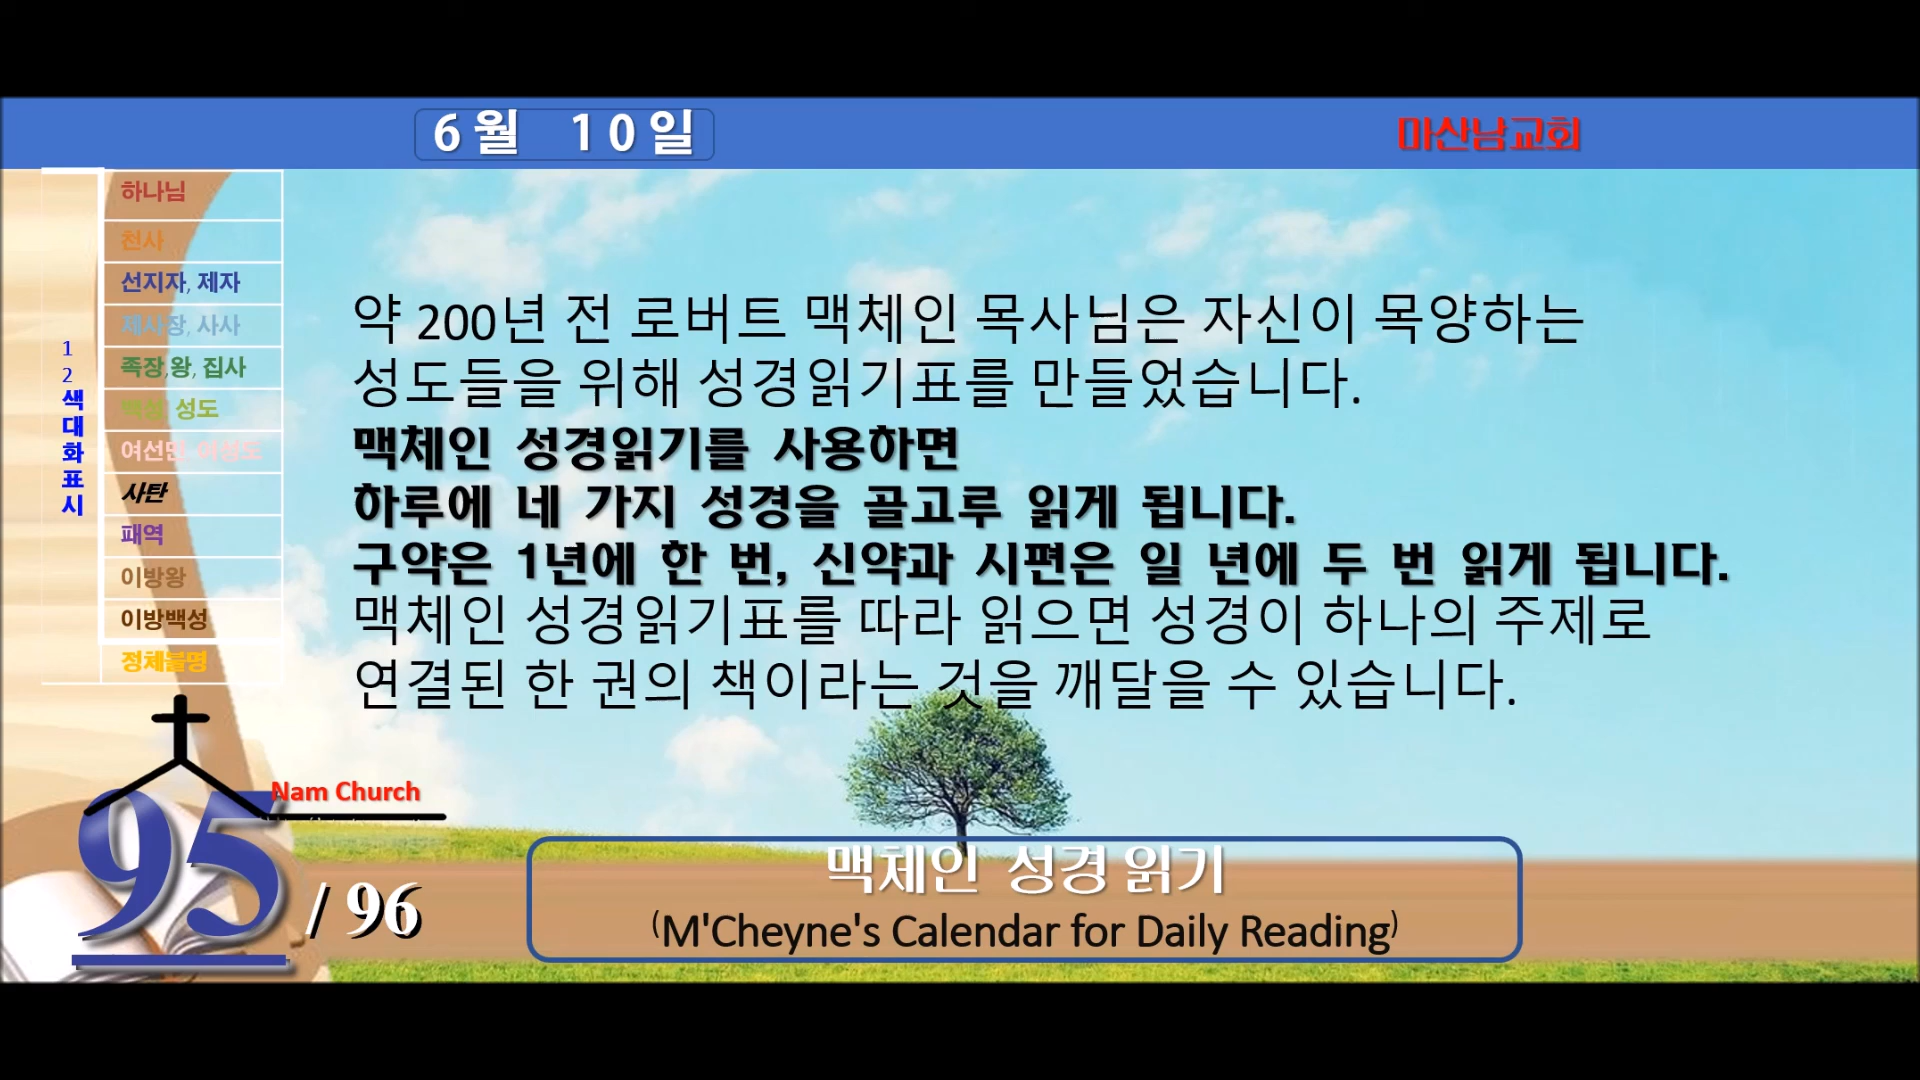 6월 10일
마산남교회
12색대화표시
하나님
천사
선지자, 제자
제사장, 사사
족장,왕, 집사
백성, 성도
여선민, 여성도
사탄
패역
이방왕
이방백성
정체불명
약 200년 전 로버트 맥체인 목사님은 자신이 목양하는
성도들을 위해 성경읽기표를 만들었습니다.
맥체인 성경읽기를 사용하면
하루에 네 가지 성경을 골고루 읽게 됩니다.
구약은 1년에 한 번, 신약과 시편은 일 년에 두 번 읽게 됩니다.
맥체인 성경읽기표를 따라 읽으면 성경이 하나의 주제로
연결된 한 권의 책이라는 것을 깨달을 수 있습니다.
Nam Church
95 / 96
맥체인 성경 읽기
(M'Cheyne's Calendar for Daily Reading)